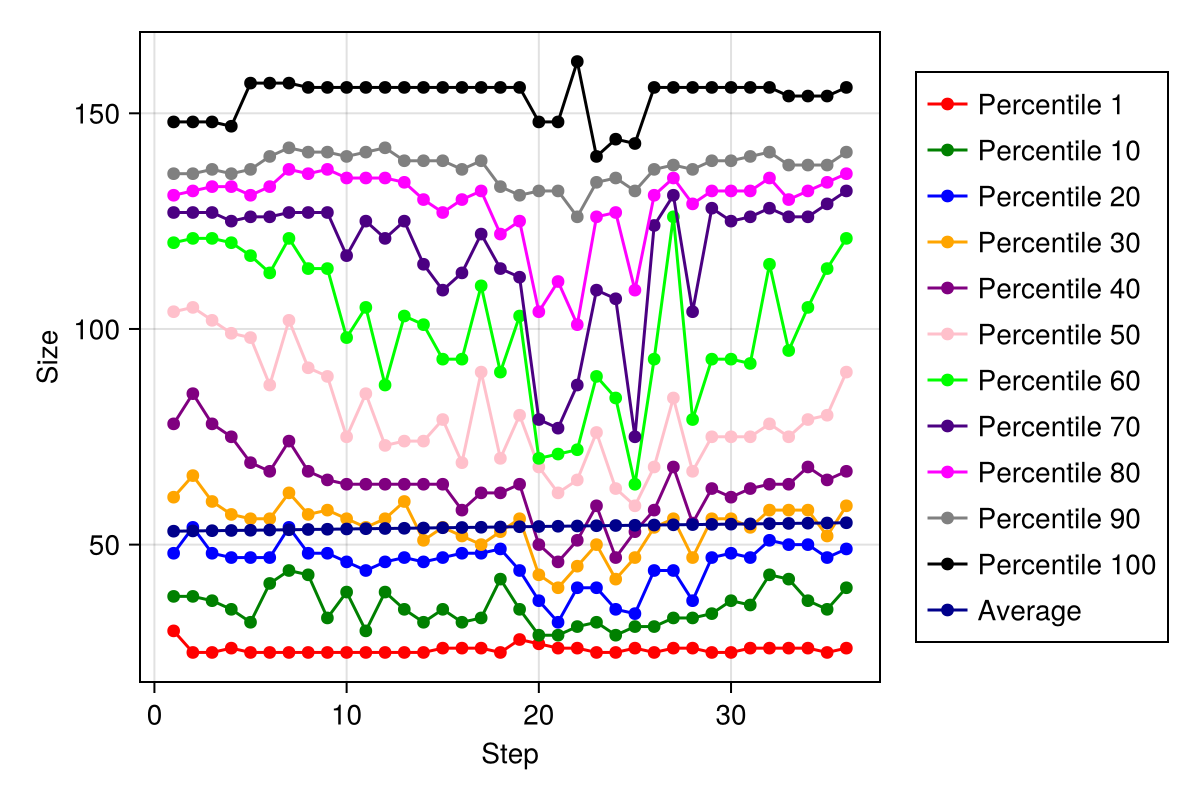 150
100
50
Size
0
10
20
30
Step
Percentile 1
Percentile 10
Percentile 20
Percentile 30
Percentile 40
Percentile 50
Percentile 60
Percentile 70
Percentile 80
Percentile 90
Percentile 100
Average